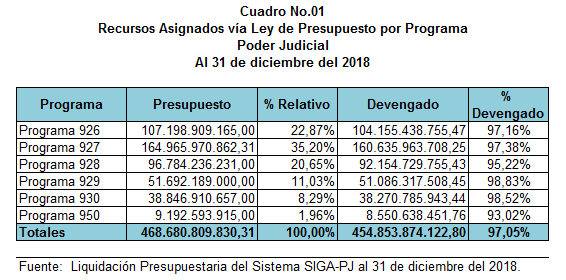 Cuadro No.01
Recursos Asignados vía Ley de Presupuesto por Programa
Poder Judicial
Al 31 de diciembre del 2018
Programa Presupuesto % Relativo Devengado % Devengado
Programa 926 107.198.909.165,00 22,87% 104.155.438.755,47 97,16%
Programa 927 164.965.970.862,31 35,20% 160.635.963.708,25 97,38%
Programa 928 96.784.236.231,00 20,65% 92.154.729.755,43 95,22%
Programa 929 51.692.189.000,00 11,03% 51.086.317.508,45 98,83%
Programa 930 38.846.910.657,00 8,29% 38.270.785.943,44 98,52%
Programa 950 9.192.593.915,00 1,96% 8.550.638.451,76 93,02%
Totales 468.680.809.830,31 100,00% 454.853.874.122,80 97,05%
Fuente: Liquidación Presupuestaria del Sistema SIGA-PJ al 31 de diciembre del 2018.